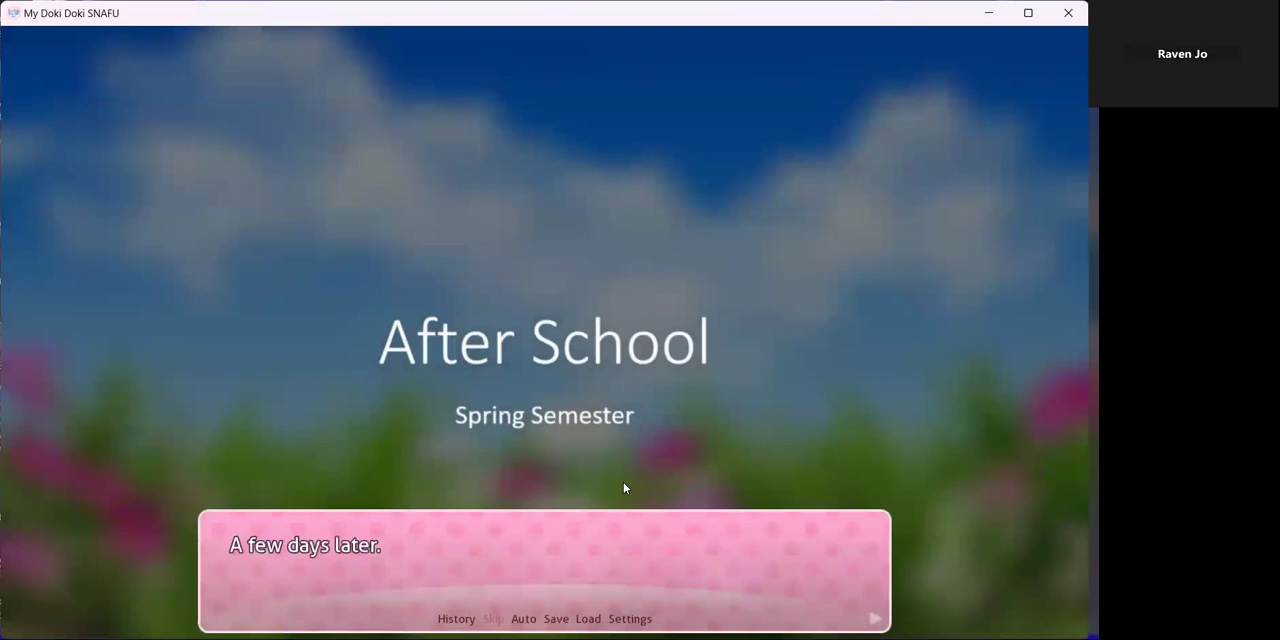 My Doki Doki SNAFU
Raven Jo
After School
Spring Semester
A few days later.
History Skip Auto Save Load Settings